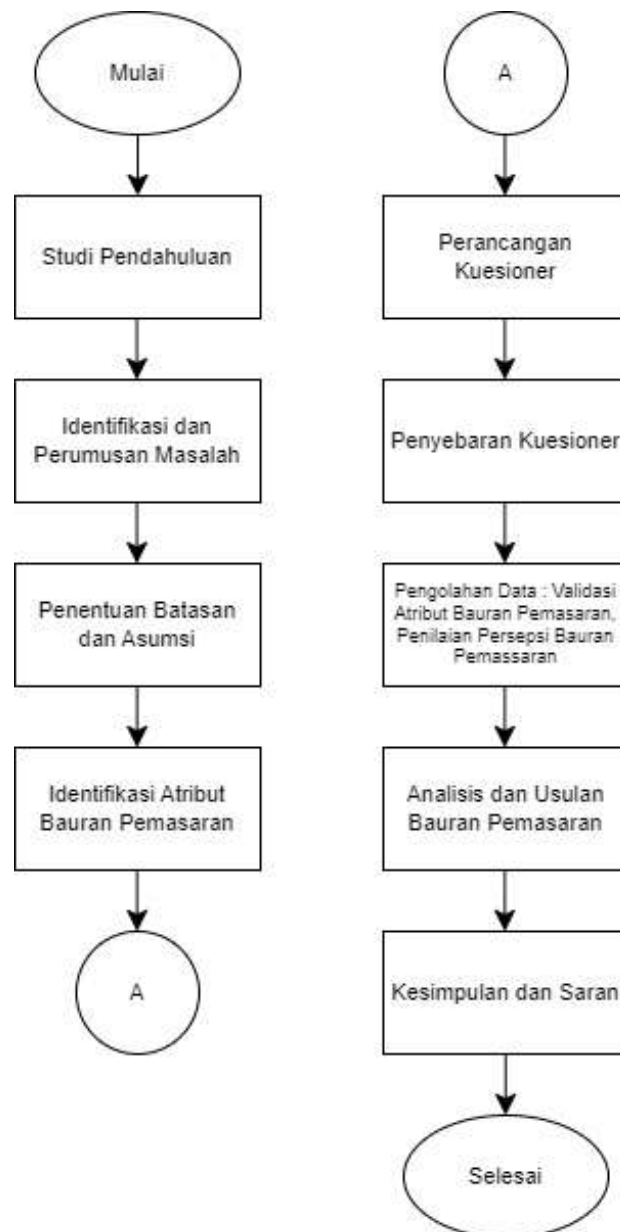 Mulai
Studi Pendahuluan
Identifikasi dan
Perumusan Masalah
Penentuan Batasan
dan Asumsi
Identifikasi Atribut
Bauran Pemasaran
A
A
Perancangan
Kuesioner
Penyebaran Kuesioner
Pengolahan Data : Validasi
Atribut Bauran Pemasaran,
Penilaian Persepsi Bauran
Pemassaran
Analisis dan Usulan
Bauran Pemasaran
Kesimpulan dan Saran
Selesai